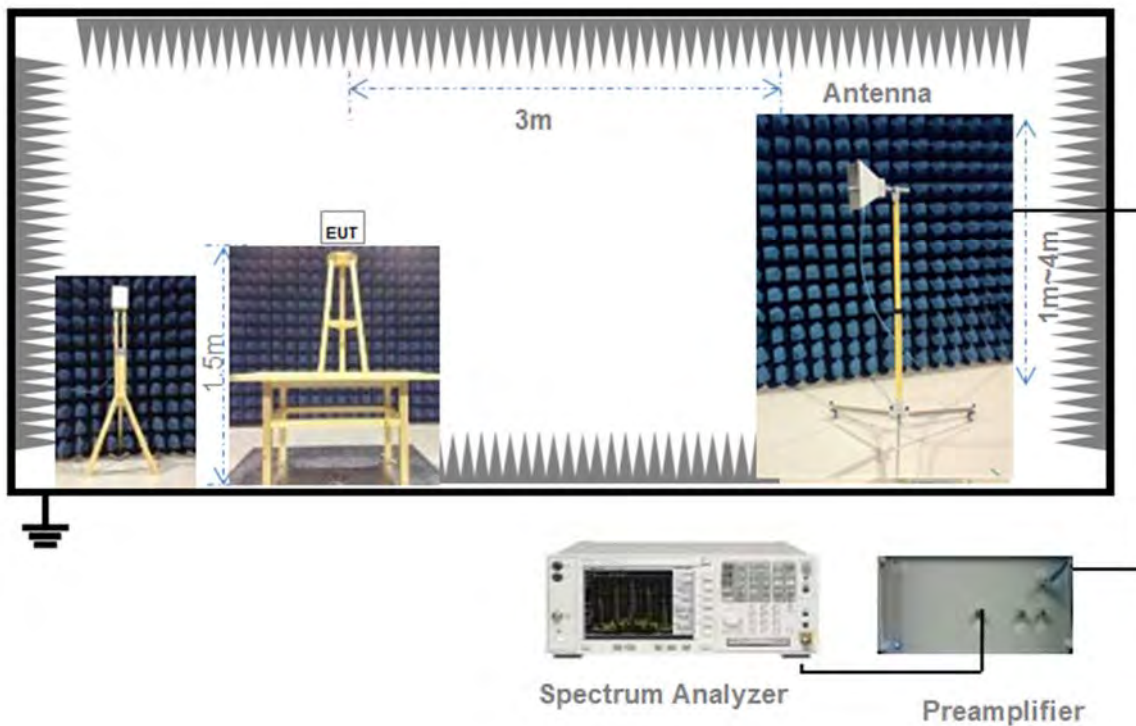 Antenna
3m
EUT
1.5m
1m~4m
Spectrum Analyzer
Preamplifier